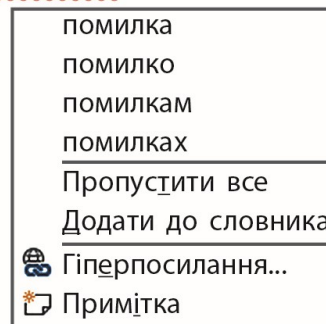 помилка
помилко
помилкам
помилках
Пропустити все
Додати до словника
Гіперпосилання...
Примітка